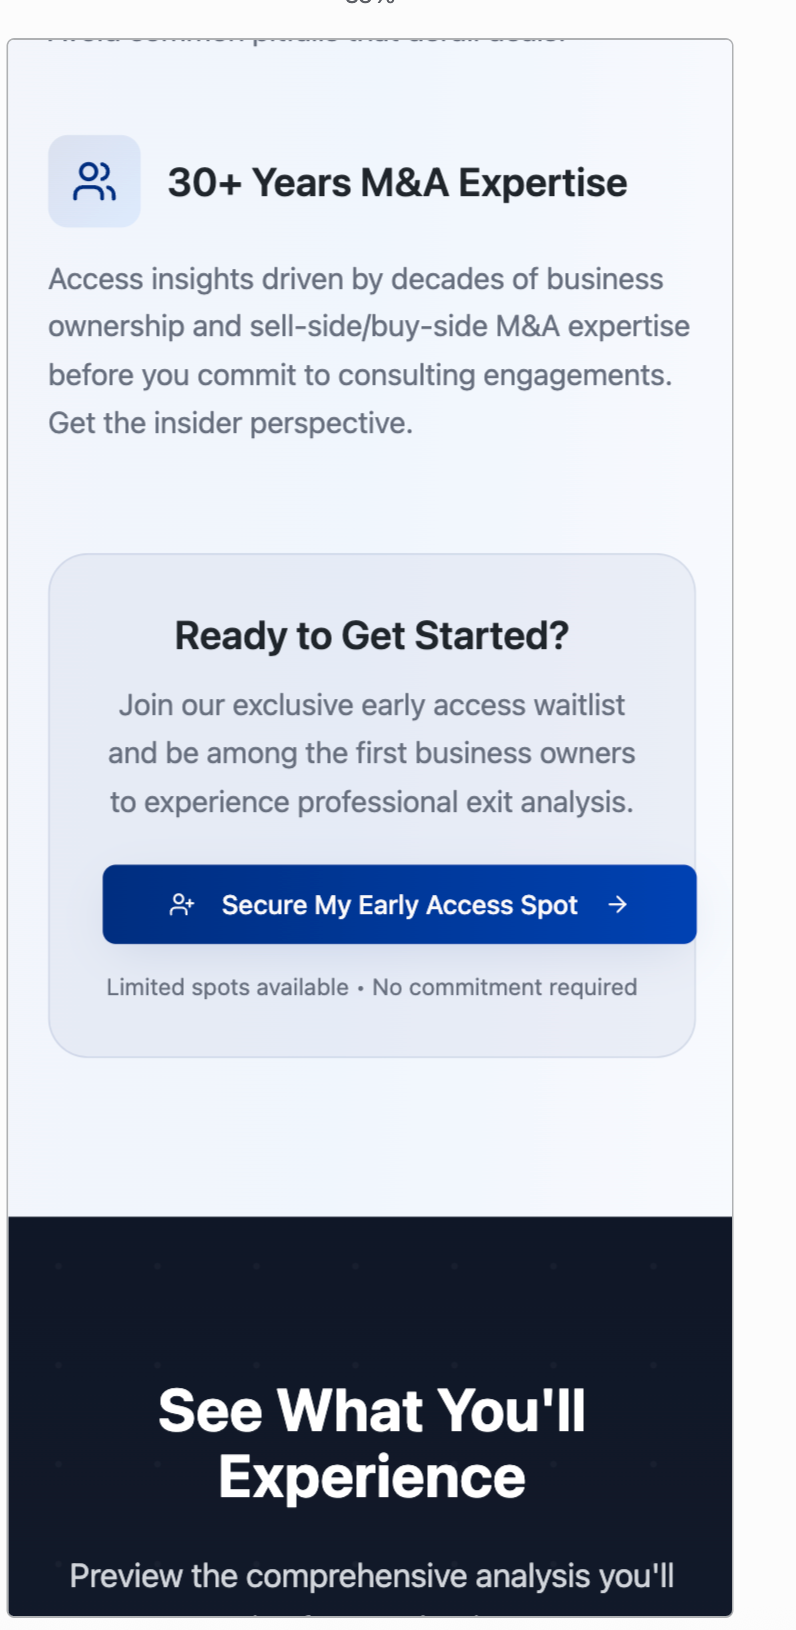 30+ Years M&A Expertise
Access insights driven by decades of business
ownership and sell-side/buy-side M&A expertise
before you commit to consulting engagements.
Get the insider perspective.
Ready to Get Started?
Join our exclusive early access waitlist
and be among the first business owners
to experience professional exit analysis.
Secure My Early Access Spot →
Limited spots available • No commitment required
See What You'll
Experience
Preview the comprehensive analysis you'll